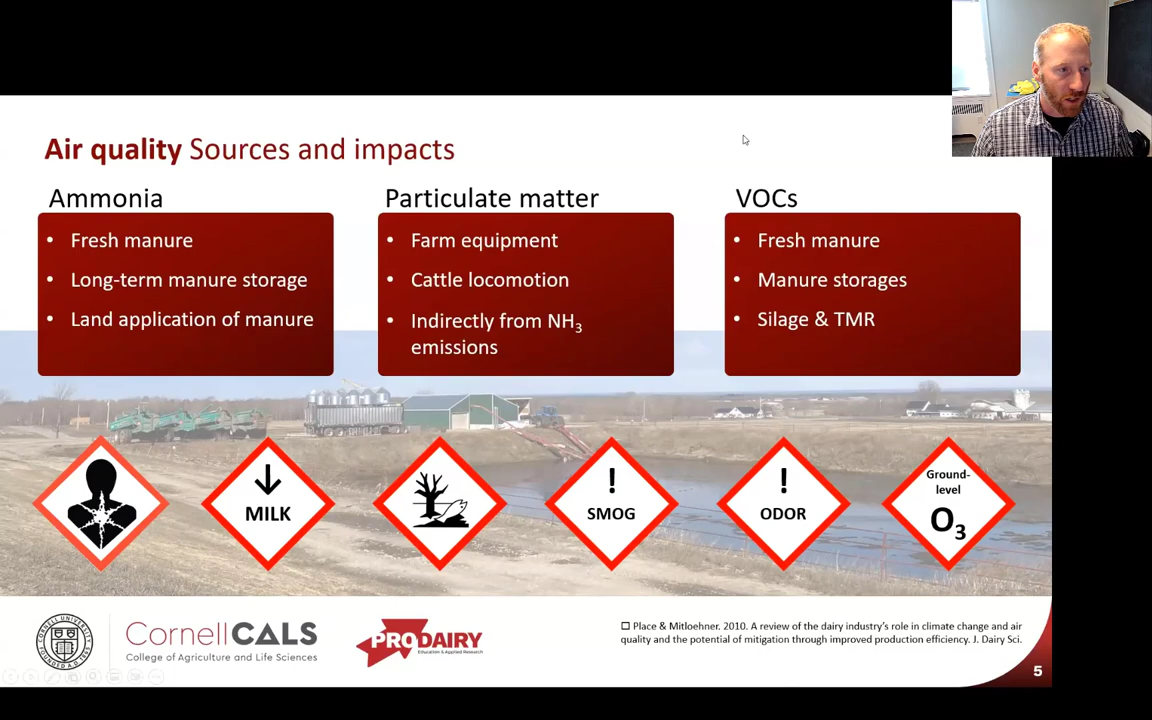 Air quality Sources and impacts
Ammonia
• Fresh manure
• Long-term manure storage
• Land application of manure
Particulate matter
• Farm equipment
• Cattle locomotion
• Indirectly from NH3
emissions
VOCs
• Fresh manure
• Manure storages
• Silage & TMR
↓
MILK
!
SMOG
!
ODOR
Ground-
level
O3
CornellCALS
College of Agriculture and Life Sciences
PRODAIRY
Education & Applied Research
☐ Place & Mitloehner. 2010. A review of the dairy industry's role in climate change and air
quality and the potential of mitigation through improved production efficiency. J. Dairy Sci.
5